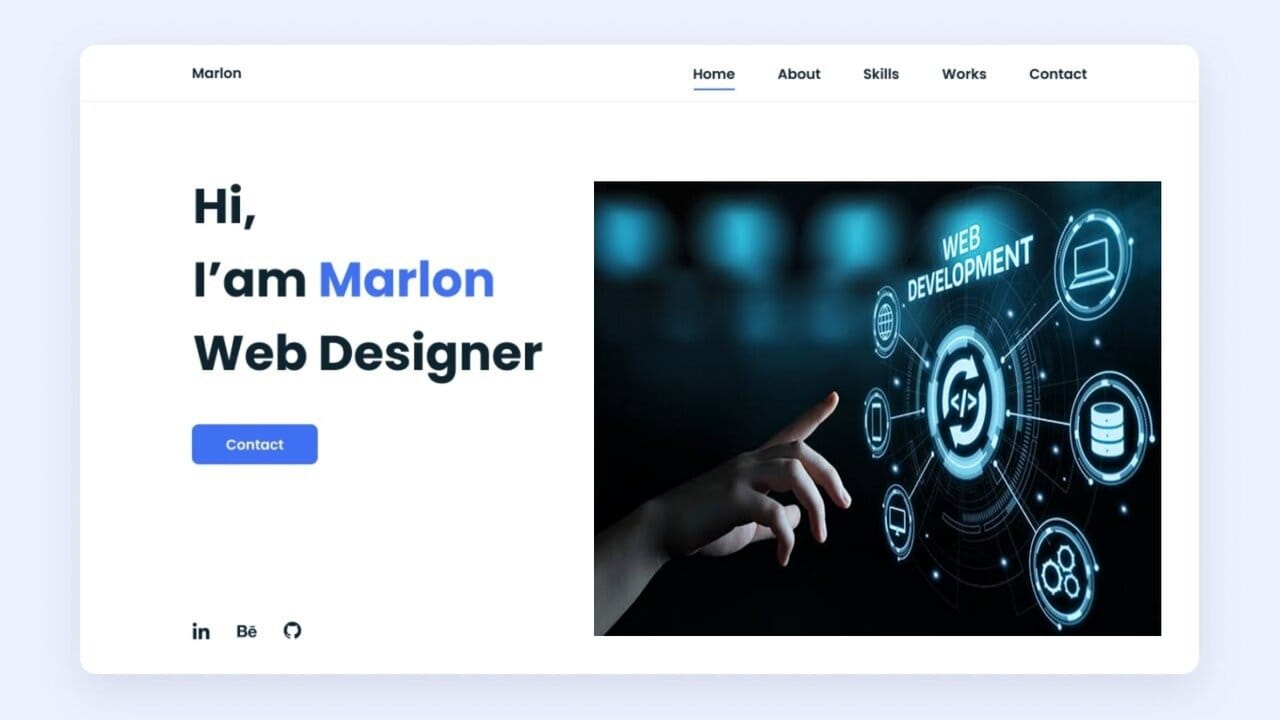 Marlon
Home About Skills Works Contact
Hi,
I’am Marlon
Web Designer
Contact
in Bē
WEB
DEVELOPMENT
</>